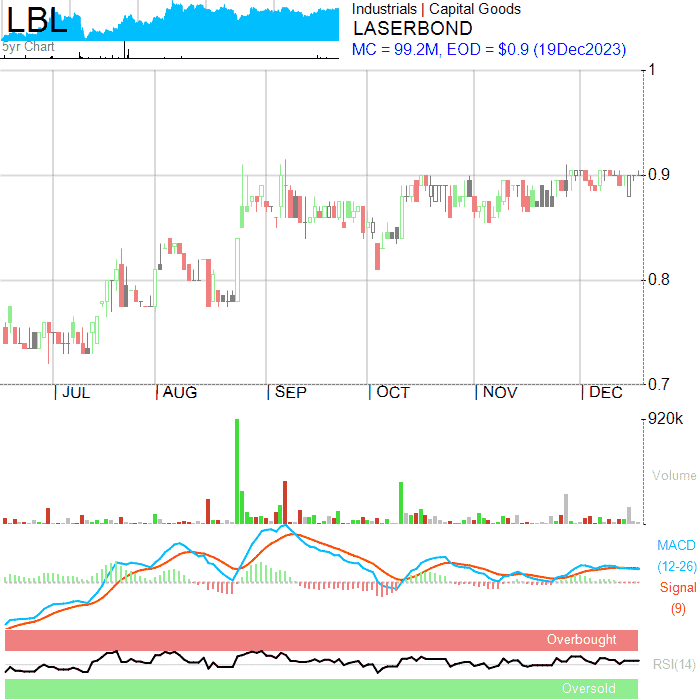 LBL
5yr Chart
Industrials | Capital Goods
LASERBOND
MC = 99.2M, EOD = $0.9 (19Dec2023)
1
0.9
0.8
0.7
JUL AUG SEP OCT NOV DEC
920k
Volume
MACD
(12-26)
Signal
(9)
Overbought
RSI(14)
Oversold